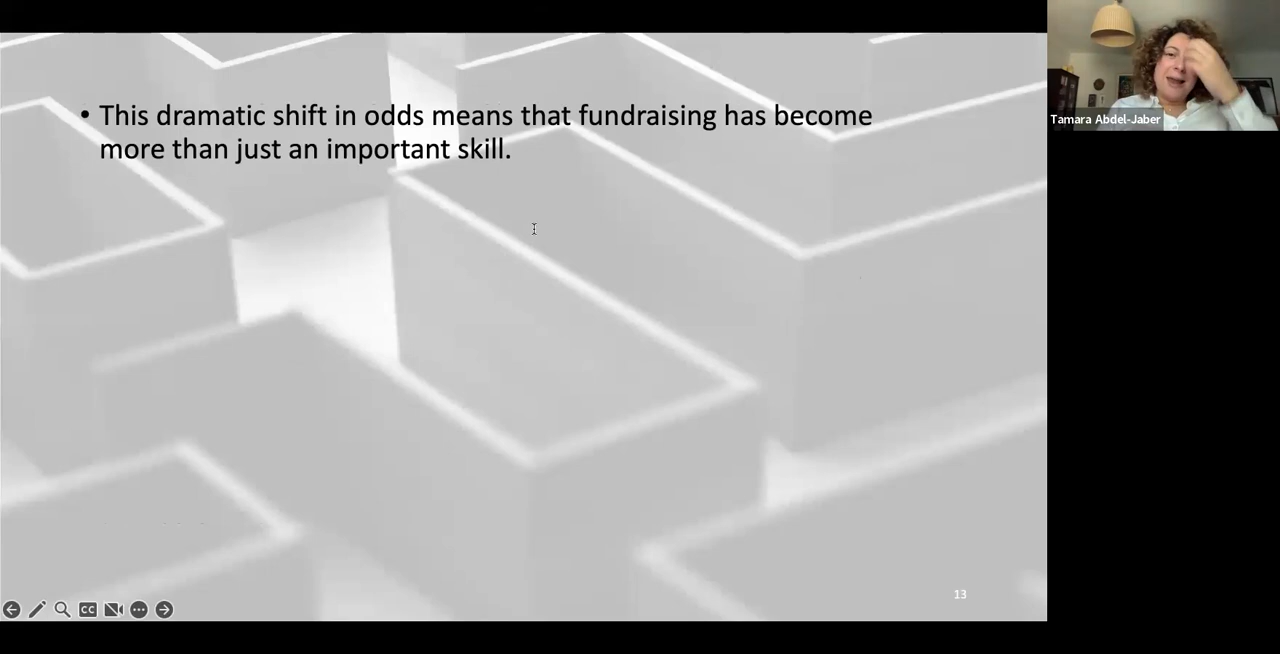 • This dramatic shift in odds means that fundraising has become
more than just an important skill.
Tamara Abdel-Jaber
CC
13